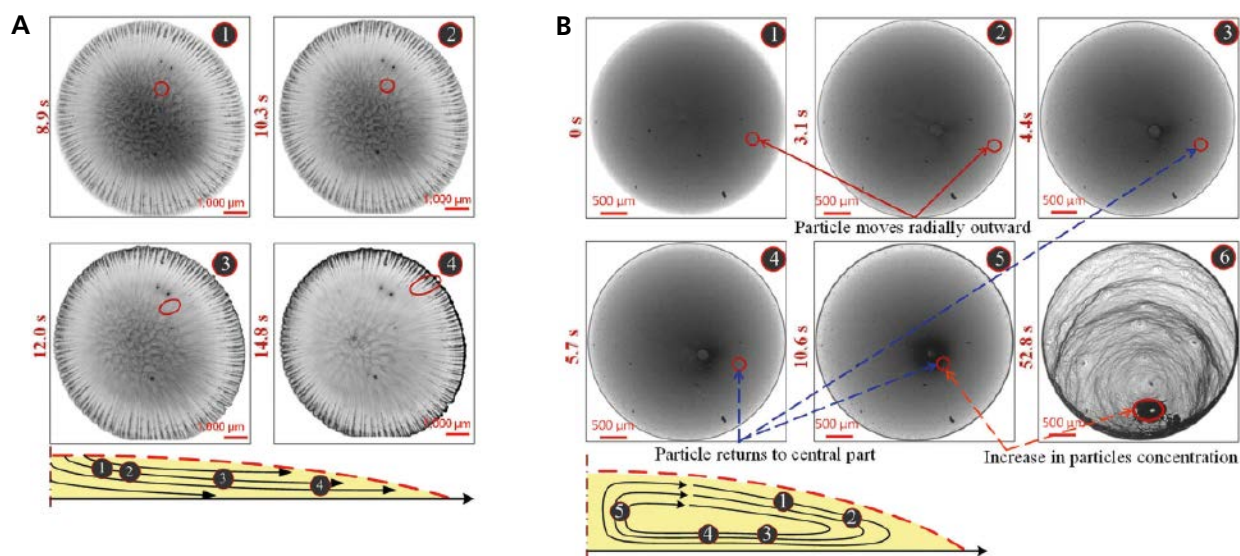 A
B
1
2
8.9 s
10.3 s
1,000 µm
1,000 µm
3
4
12.0 s
14.8 s
1,000 µm
1,000 µm
1
2
3
4
1
2
3
0 s
3.1 s
4.4s
500 µm
500 µm
500 µm
Particle moves radially outward
4
5
6
5.7 s
10.6 s
52.8 s
500 µm
500 µm
500 µm
Particle returns to central part
Increase in particles concentration
1
2
5
4
3